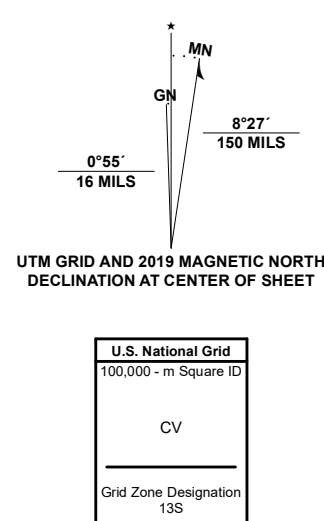 ★
MN
GN
8°27´
150 MILS
0°55´
16 MILS
UTM GRID AND 2019 MAGNETIC NORTH
DECLINATION AT CENTER OF SHEET
U.S. National Grid
100,000 - m Square ID
CV
Grid Zone Designation
13S